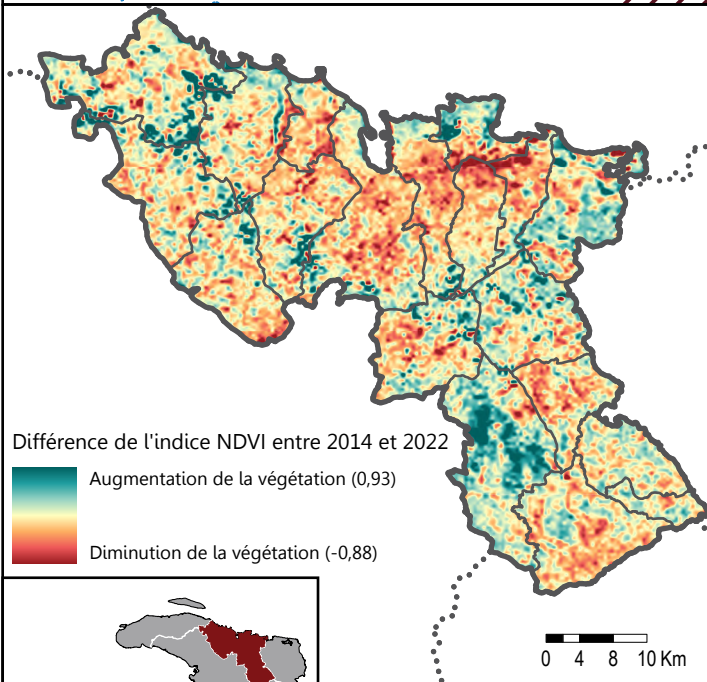 Différence de l'indice NDVI entre 2014 et 2022
Augmentation de la végétation (0,93)
Diminution de la végétation (-0,88)
0 4 8 10 Km